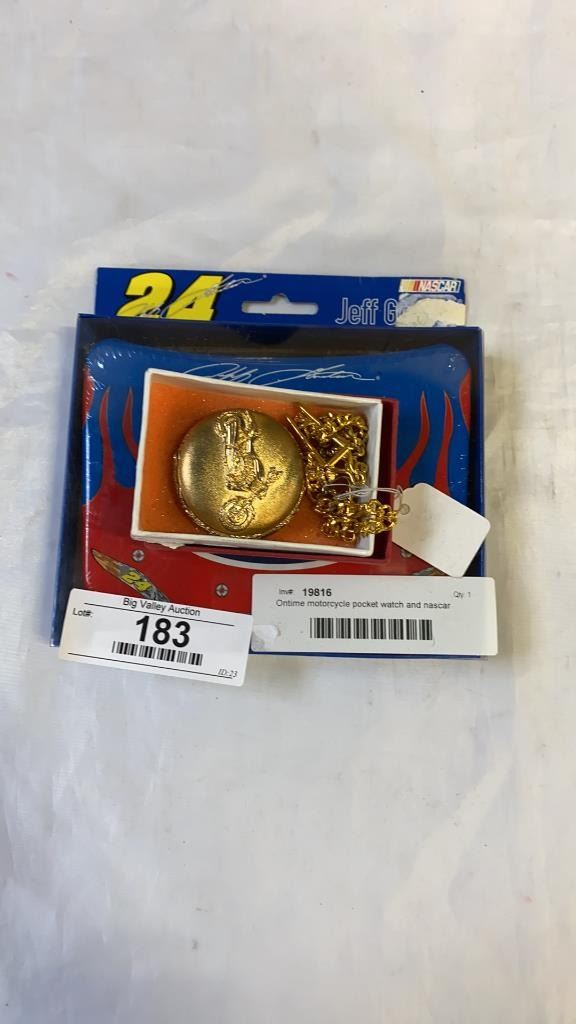 24
NASCAR
Jeff
24
Inv#: 19816
Qty: 1
Ontime motorcycle pocket watch and nascar
Big Valley Auction
Lot#:
183
ID:23